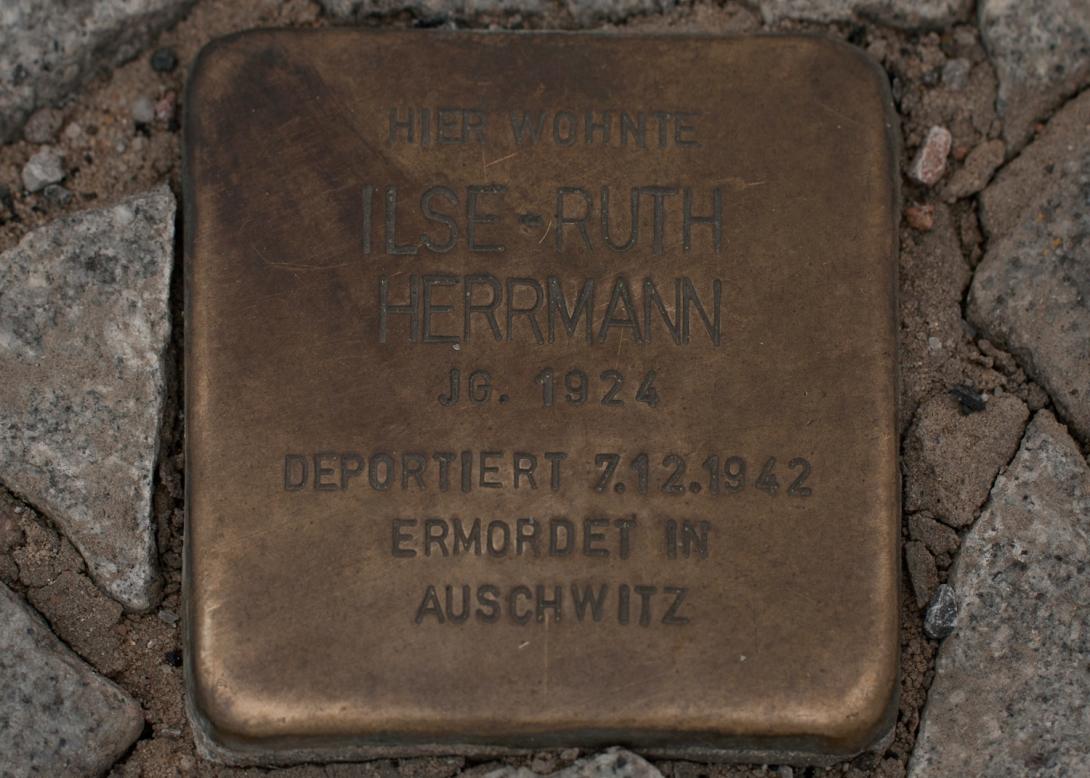 HIER WOHNTE
ILSE-RUTH
HERRMANN
JG. 1924
DEPORTIERT 7.12.1942
ERMORDET IN
AUSCHWITZ